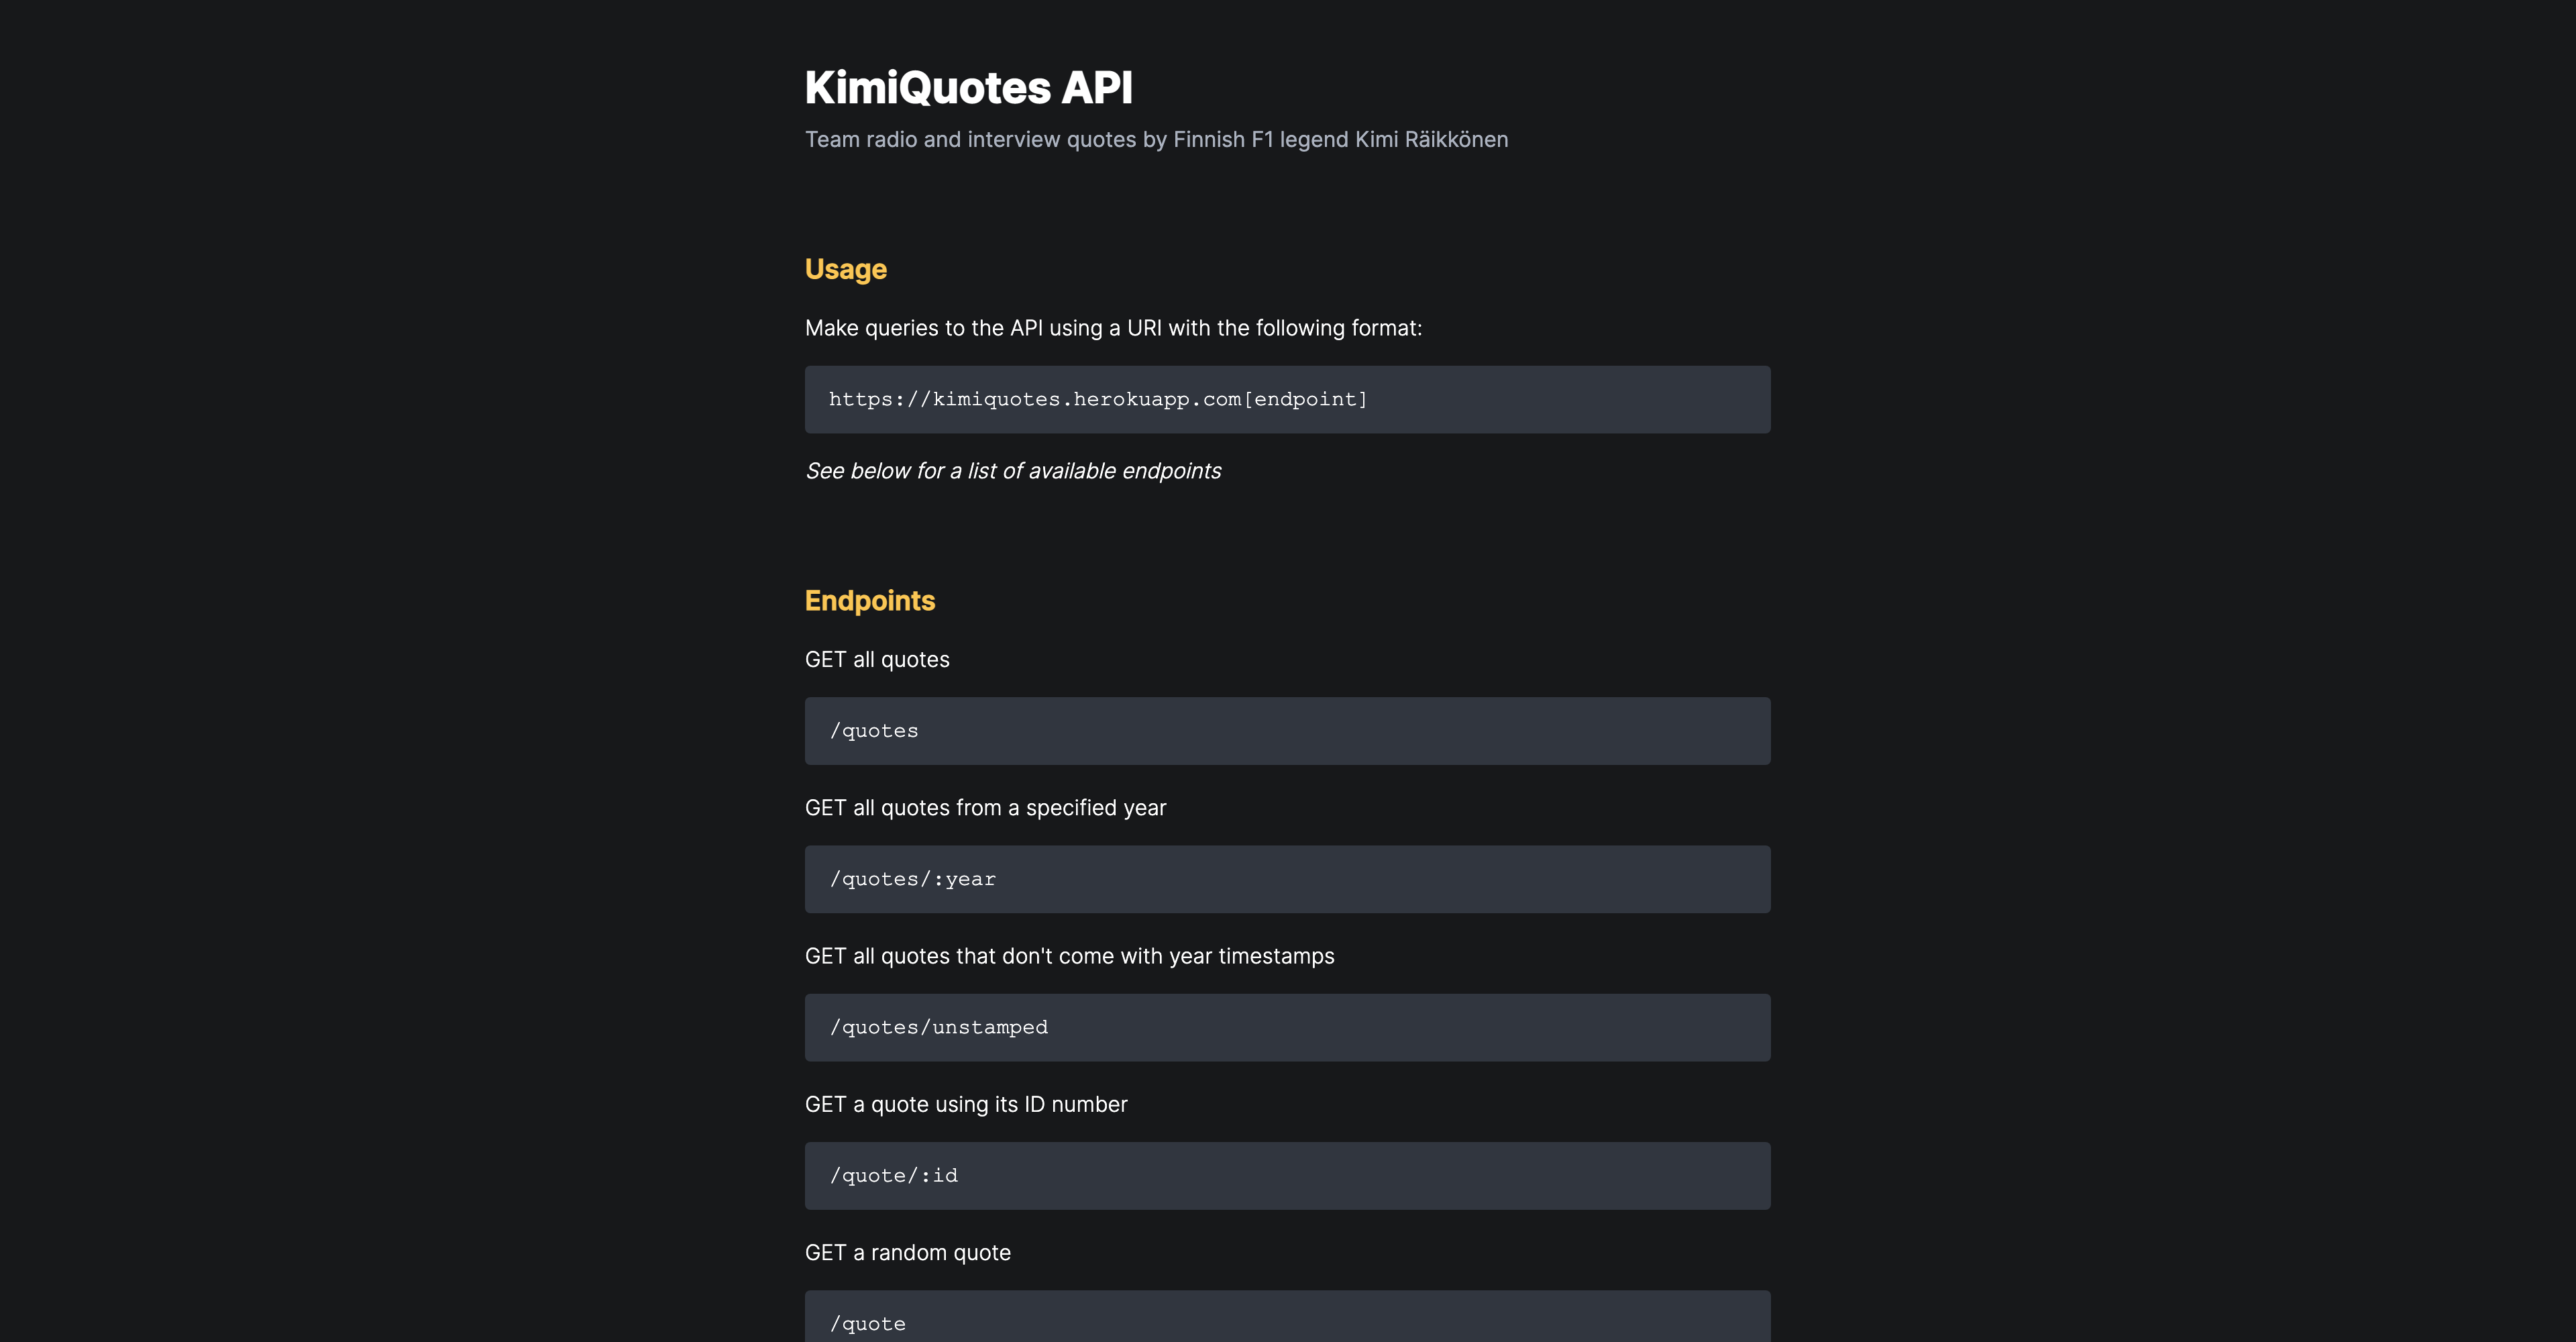 KimiQuotes API
Team radio and interview quotes by Finnish F1 legend Kimi Räikkönen
Usage
Make queries to the API using a URI with the following format:
https://kimiquotes.herokuapp.com[endpoint]
See below for a list of available endpoints
Endpoints
GET all quotes
/quotes
GET all quotes from a specified year
/quotes/:year
GET all quotes that don't come with year timestamps
/quotes/unstamped
GET a quote using its ID number
/quote/:id
GET a random quote
/quote